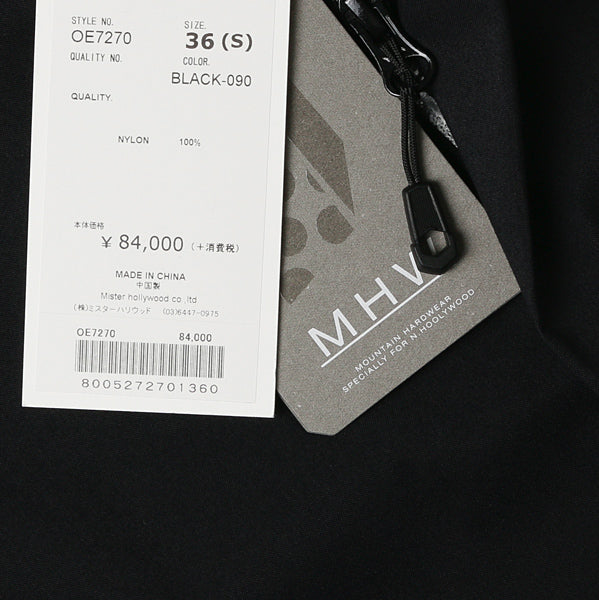 STYLE NO.
OE7270
SIZE.
36 (S)
QUALITY NO.
COLOR.
BLACK-090
QUALITY.
NYLON 100%
本体価格
¥ 84,000 (+消費税)
MADE IN CHINA
中国製
Mister hollywood co.,ltd
(株)ミスターハリウッド (03)6447-0975
OE7270 84,000
8005272701360
MHW
MOUNTAIN HARDWEAR
SPECIALLY FOR N HOOLYWOOD